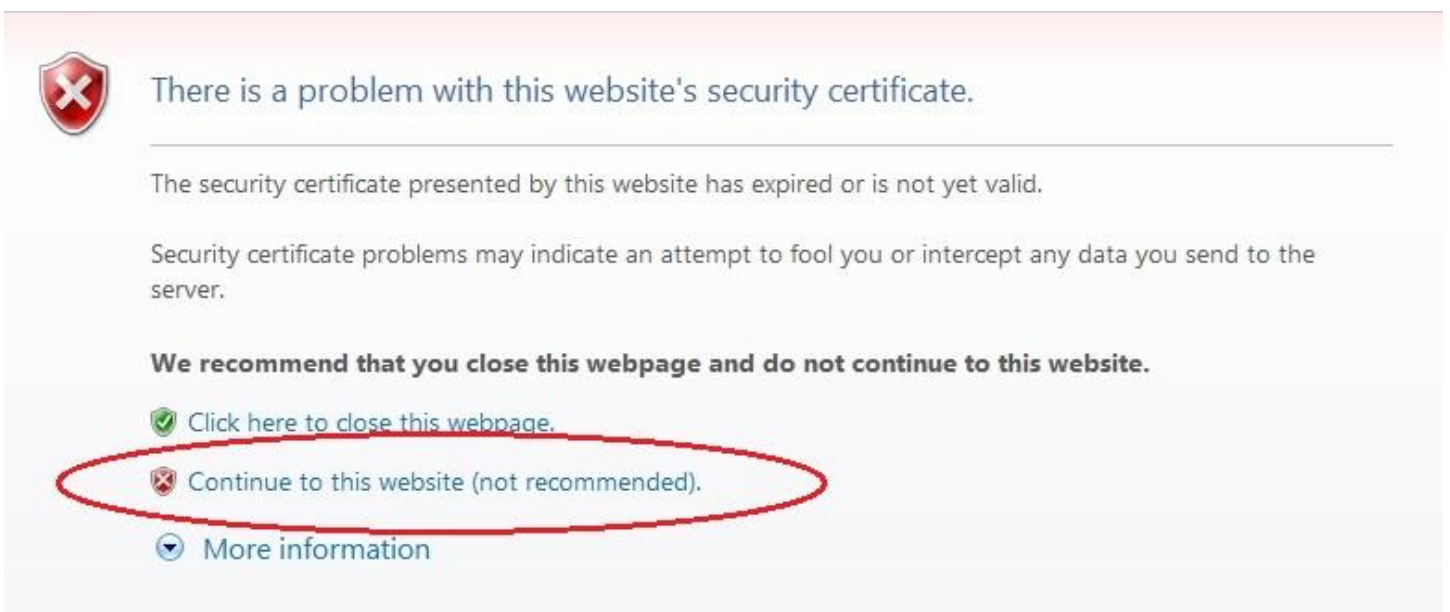 There is a problem with this website's security certificate.
The security certificate presented by this website has expired or is not yet valid.
Security certificate problems may indicate an attempt to fool you or intercept any data you send to the
server.
We recommend that you close this webpage and do not continue to this website.
Click here to close this webpage.
Continue to this website (not recommended).
More information